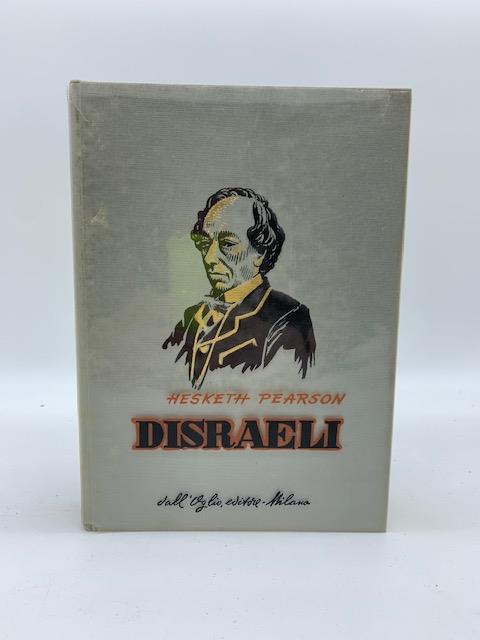 HESKETH PEARSON
DISRAELI
dall'Oglio, editore - Milano